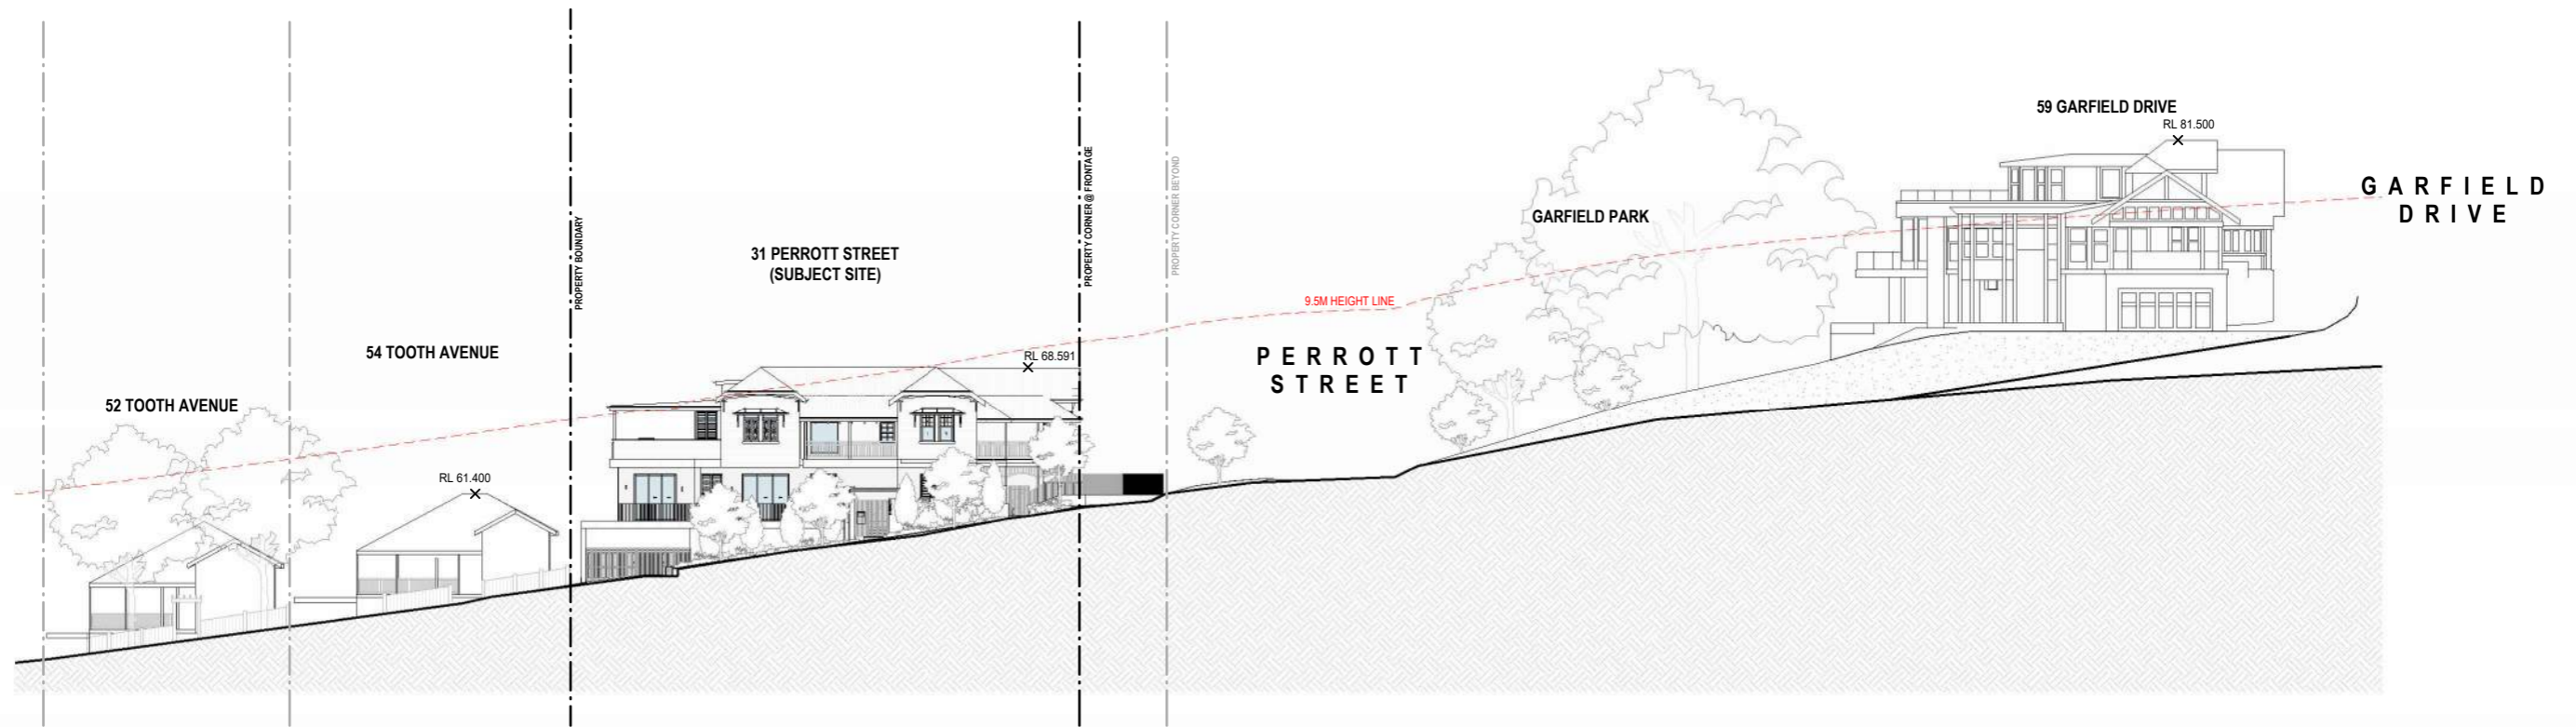 52 TOOTH AVENUE
54 TOOTH AVENUE
RL 61.400
PROPERTY BOUNDARY
31 PERROTT STREET
(SUBJECT SITE)
RL 68.591
PROPERTY CORNER @ FRONTAGE
PROPERTY CORNER BEYOND
PERROTT
STREET
9.5M HEIGHT LINE
GARFIELD PARK
59 GARFIELD DRIVE
RL 81.500
GARFIELD
DRIVE